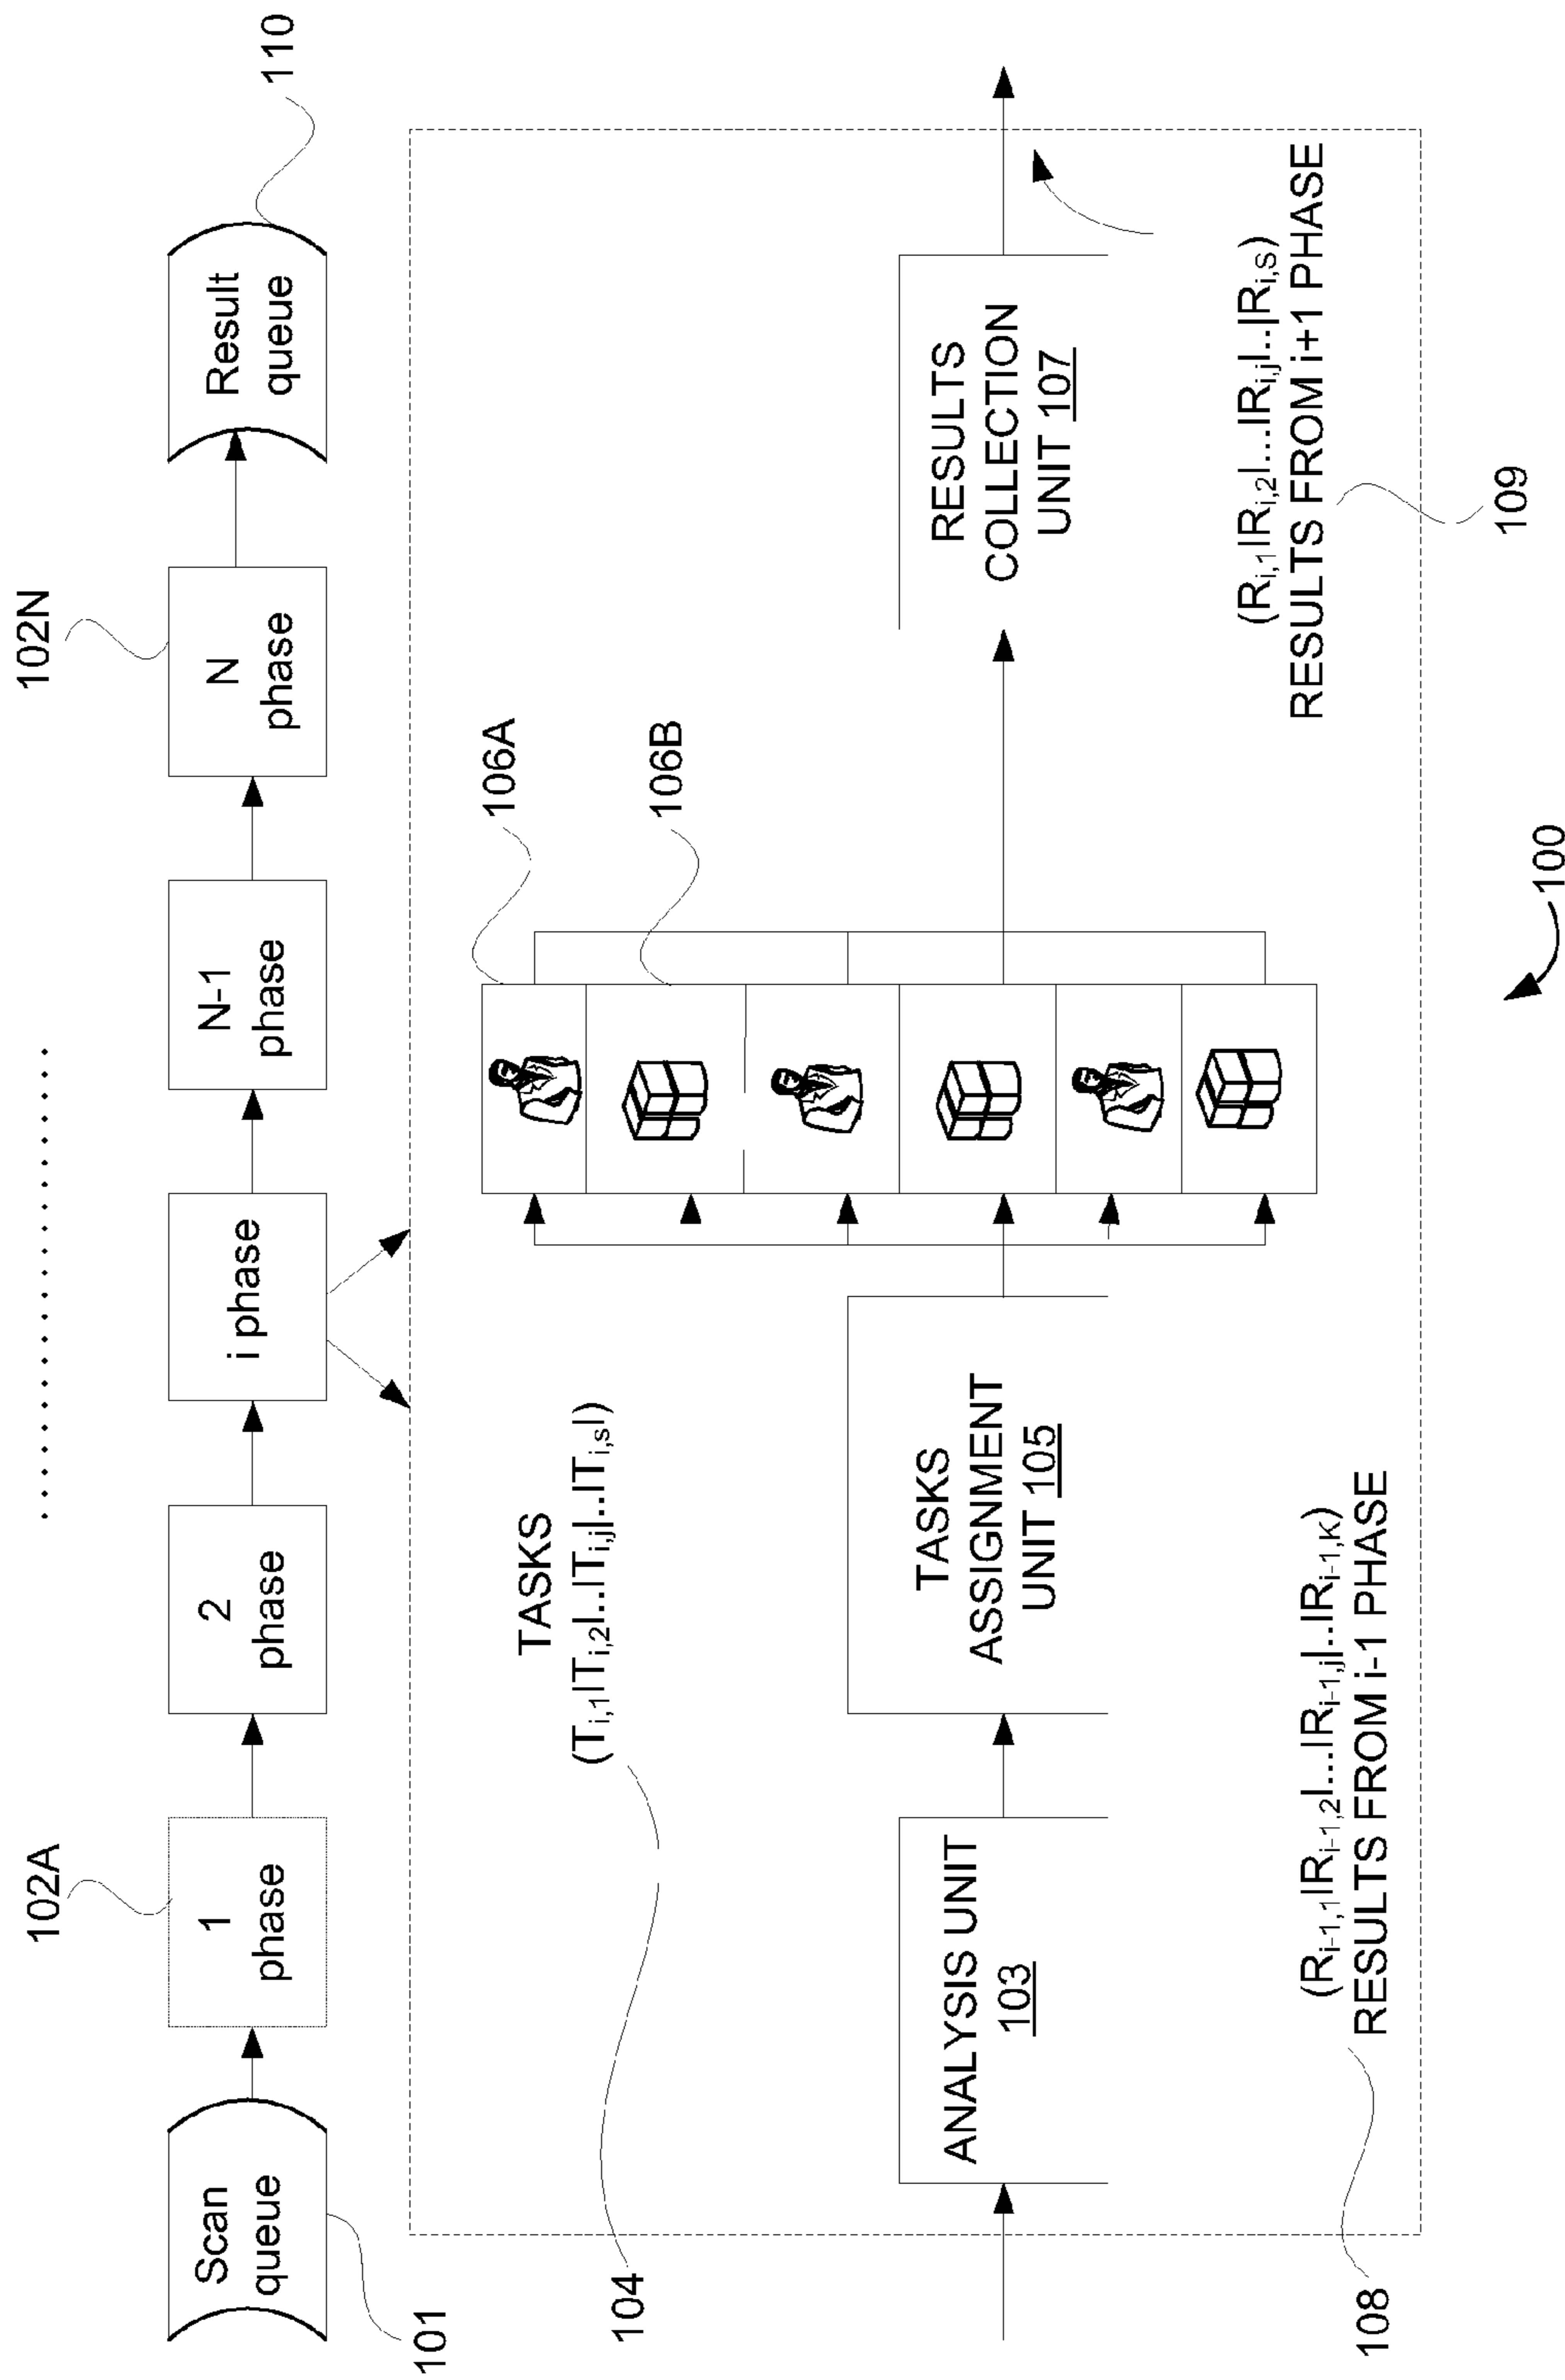 102A
102N
110
Scan
queue
1
phase
2
phase
i phase
N-1
phase
N
phase
Result
queue
101
106A
106B
TASKS
(Ti,1|Ti,2|...|Ti,j|..|Ti,s|)
104
ANALYSIS UNIT
103
TASKS
ASSIGNMENT
UNIT 105
RESULTS
COLLECTION
UNIT 107
(Ri-1,1|Ri-1,2|...|Ri-1,j|..|Ri-1,K)
RESULTS FROM i-1 PHASE
108
(Ri,1|Ri,2|...|Ri,j|..|Ri,S)
RESULTS FROM i+1 PHASE
109
100